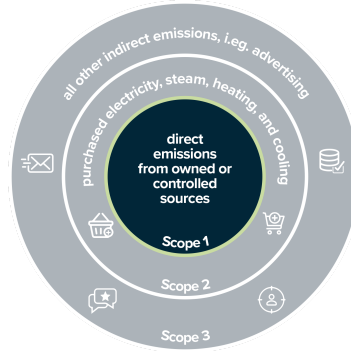 all other indirect emissions, i.eg. advertising
purchased electricity, steam, heating, and cooling
direct
emissions
from owned or
controlled
sources
Scope 1
Scope 2
Scope 3